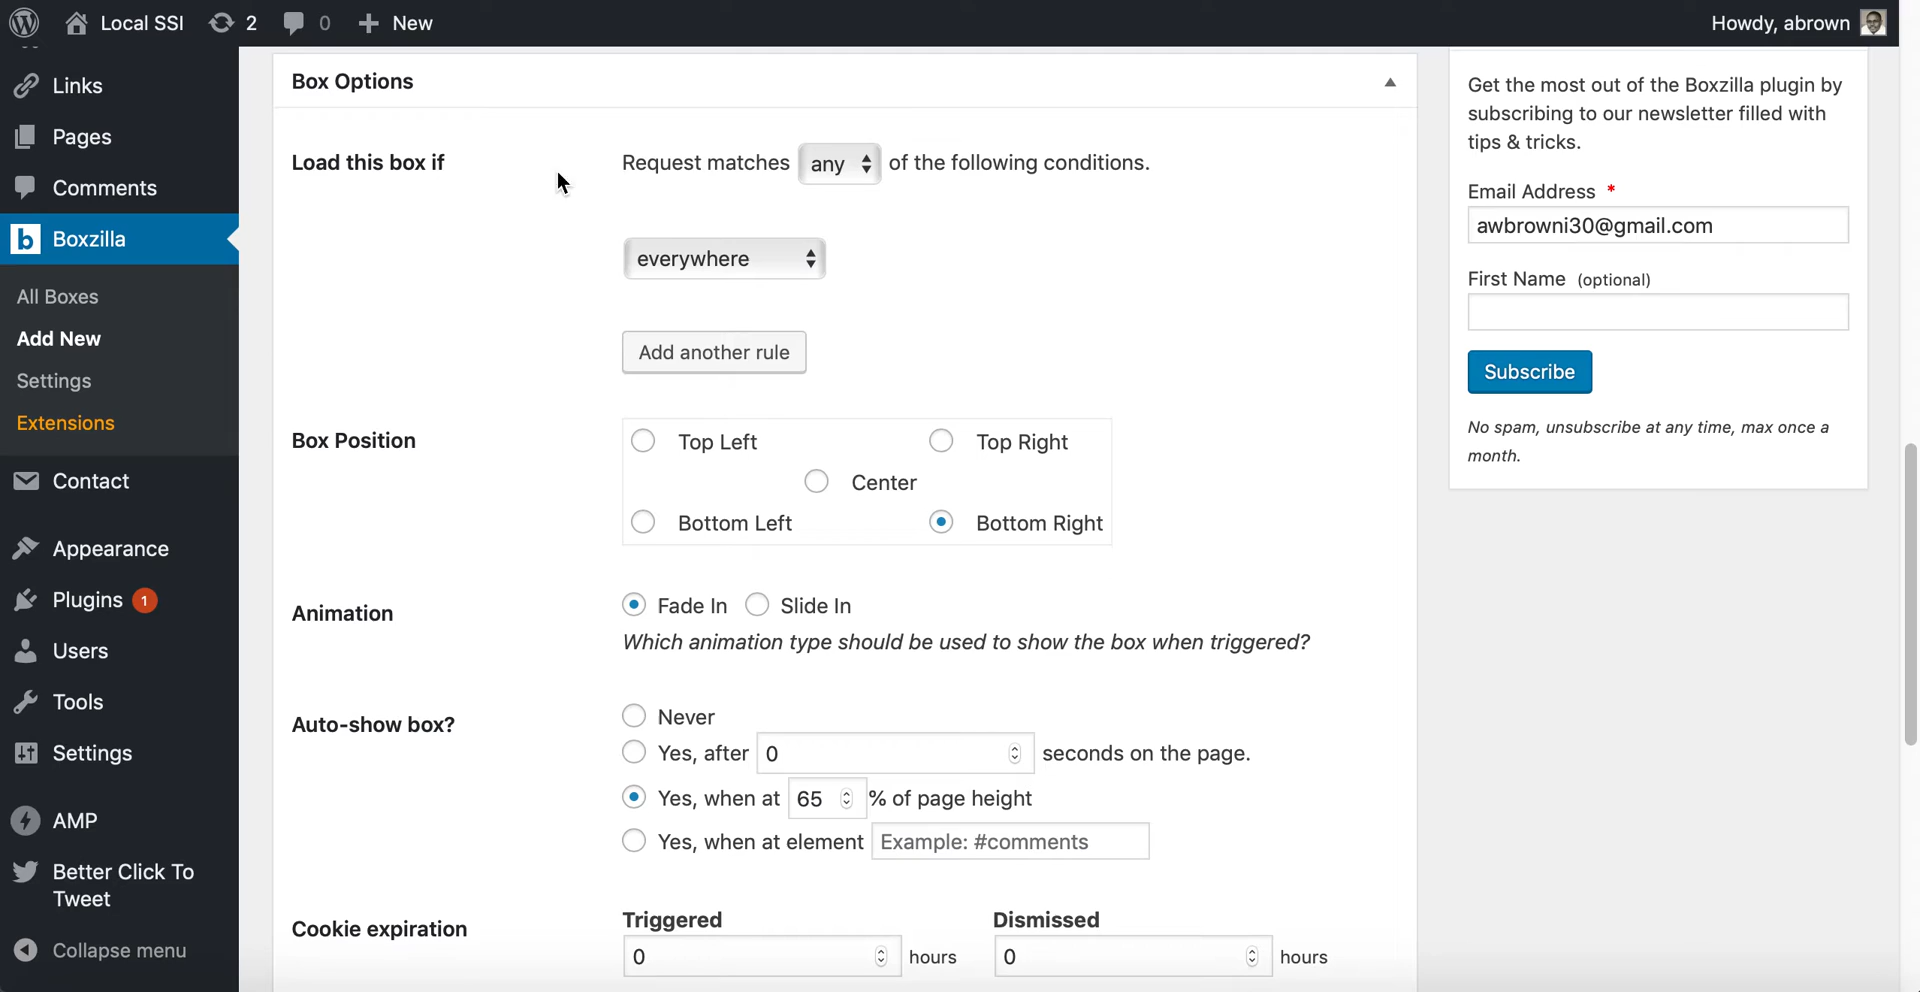 Local SSI 2 0 New Howdy, abrown
Links
Pages
Comments
b Boxzilla
All Boxes
Add New
Settings
Extensions
Contact
Appearance
Plugins 1
Users
Tools
Settings
AMP
Better Click To
Tweet
Collapse menu
Box Options
Load this box if Request matches any of the following conditions.
everywhere
Add another rule
Box Position
Top Left Top Right
Center
Bottom Left Bottom Right
Animation
Fade In Slide In
Which animation type should be used to show the box when triggered?
Auto-show box?
Never
Yes, after 0 seconds on the page.
Yes, when at 65 % of page height
Yes, when at element Example: #comments
Cookie expiration
Triggered Dismissed
0 hours 0 hours
Get the most out of the Boxzilla plugin by
subscribing to our newsletter filled with
tips & tricks.
Email Address *
awbrowni30@gmail.com
First Name (optional)
Subscribe
No spam, unsubscribe at any time, max once a
month.